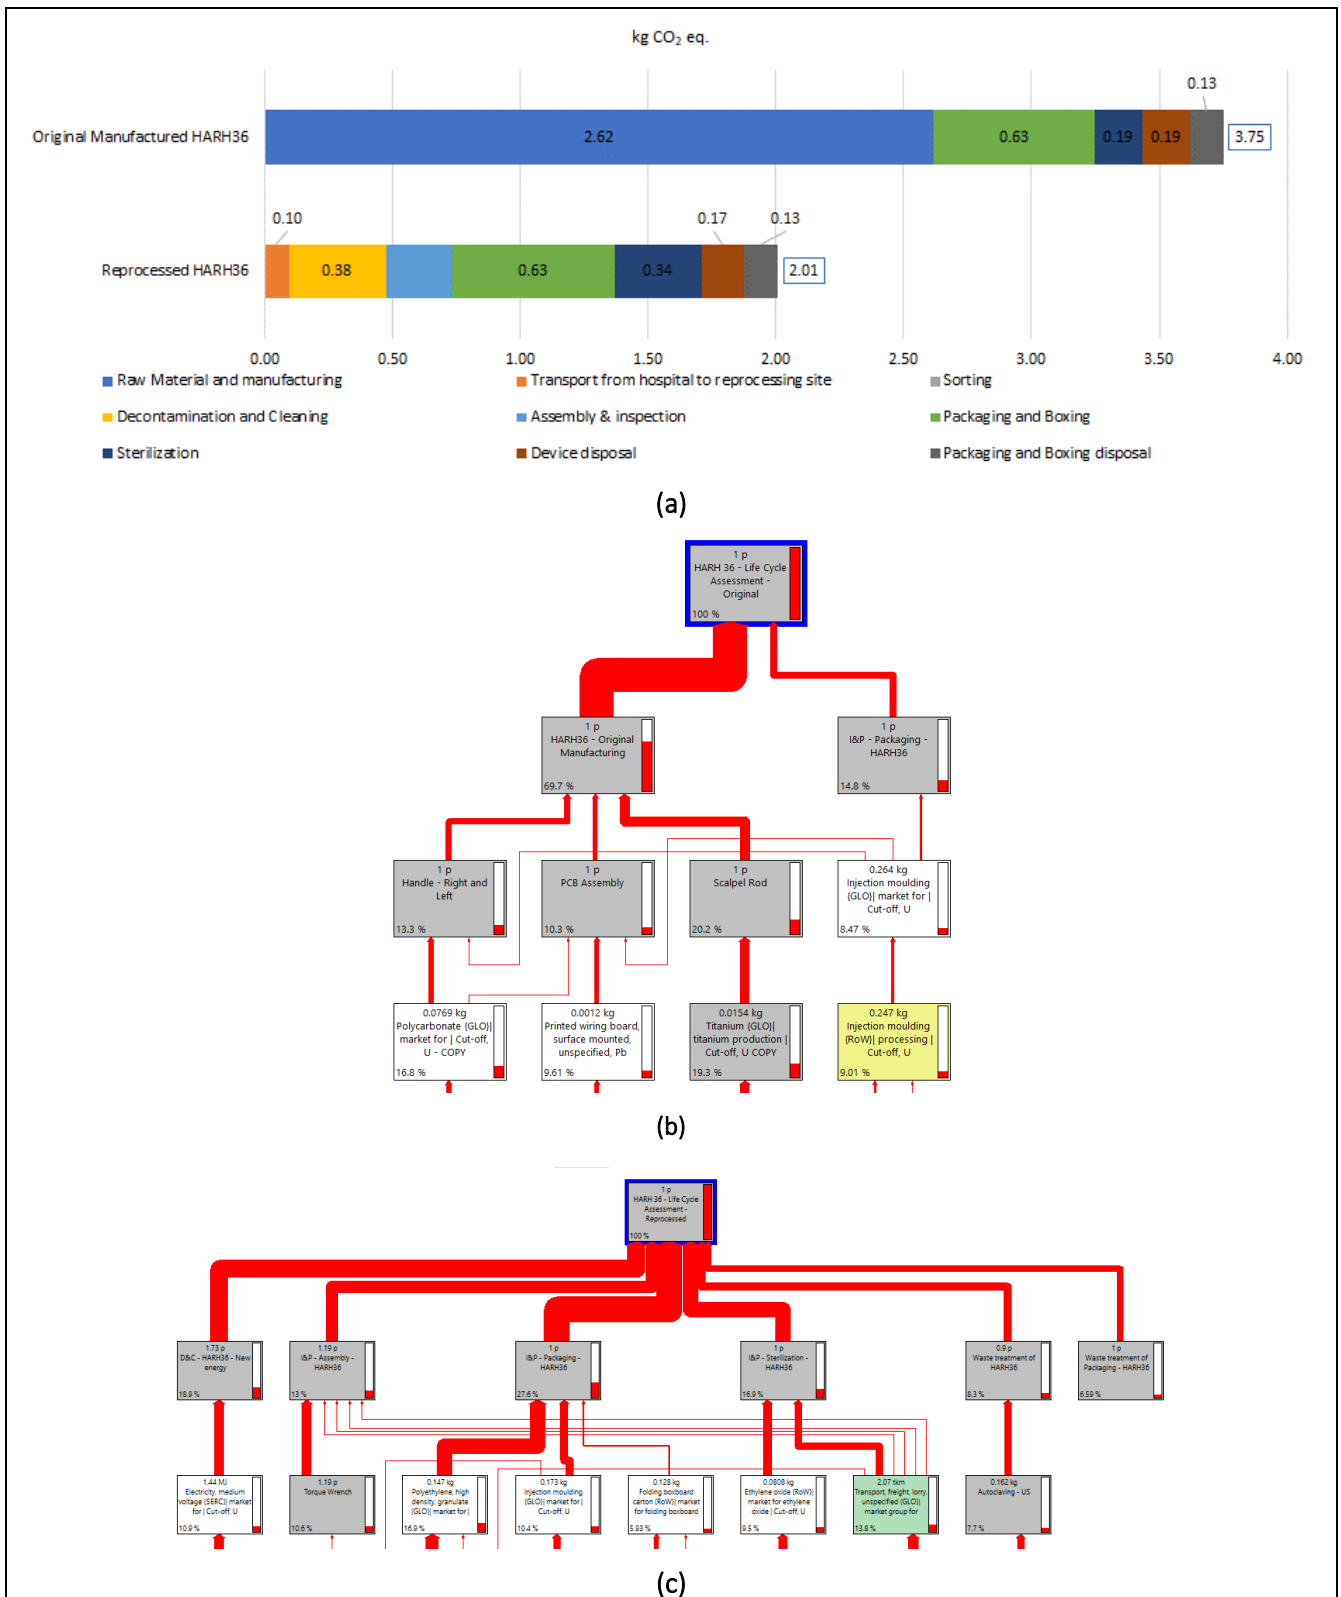 kg CO₂ eq.
0.13
Original Manufactured HARH36
2.62
0.63
0.19
0.19
3.75
0.10
0.17
0.13
Reprocessed HARH36
0.38
0.63
0.34
2.01
0.00
0.50
1.00
1.50
2.00
2.50
3.00
3.50
4.00
Raw Material and manufacturing
Transport from hospital to reprocessing site
Sorting
Decontamination and Cleaning
Assembly & inspection
Packaging and Boxing
Sterilization
Device disposal
Packaging and Boxing disposal
(a)
1 p
HARH 36 - Life Cycle
Assessment -
Original
100 %
1 p
HARH36 - Original
Manufacturing
69.7 %
1 p
I&P - Packaging -
HARH36
14.8 %
1 p
Handle - Right and
Left
13.3 %
1 p
PCB Assembly
10.3 %
1 p
Scalpel Rod
20.2 %
0.264 kg
Injection moulding
{GLO}| market for |
Cut-off, U
8.47 %
0.0769 kg
Polycarbonate {GLO}|
market for | Cut-off,
U - COPY
16.8 %
0.0012 kg
Printed wiring board,
surface mounted,
unspecified, Pb
9.61 %
0.0154 kg
Titanium {GLO}|
titanium production |
Cut-off, U COPY
19.3 %
0.247 kg
Injection moulding
{RoW}| processing |
Cut-off, U
9.01 %
(b)
1 p
HARH 36 - Life Cycle
Assessment -
Reprocessed
100 %
1.73 p
D&C - HARH36 - New
energy
18.9 %
1.19 p
I&P - Assembly -
HARH36
13 %
1 p
I&P - Packaging -
HARH36
27.6 %
1 p
I&P - Sterilization -
HARH36
16.9 %
0.9 p
Waste treatment of
HARH36
8.3 %
1 p
Waste treatment of
Packaging - HARH36
6.59 %
1.44 MJ
Electricity, medium
voltage {SERC}| market
for | Cut-off, U
10.9 %
1.19 p
Torque Wrench
10.6 %
0.147 kg
Polyethylene, high
density, granulate
{GLO}| market for |
16.9 %
0.173 kg
Injection moulding
{GLO}| market for |
Cut-off, U
10.4 %
0.128 kg
Folding boxboard
carton {RoW}| market
for folding boxboard
5.93 %
0.0808 kg
Ethylene oxide {RoW}|
market for ethylene
oxide | Cut-off, U
9.5 %
2.07 tkm
Transport, freight, lorry,
unspecified {GLO}|
market group for
13.8 %
0.162 kg
Autoclaving - US
7.7 %
(c)